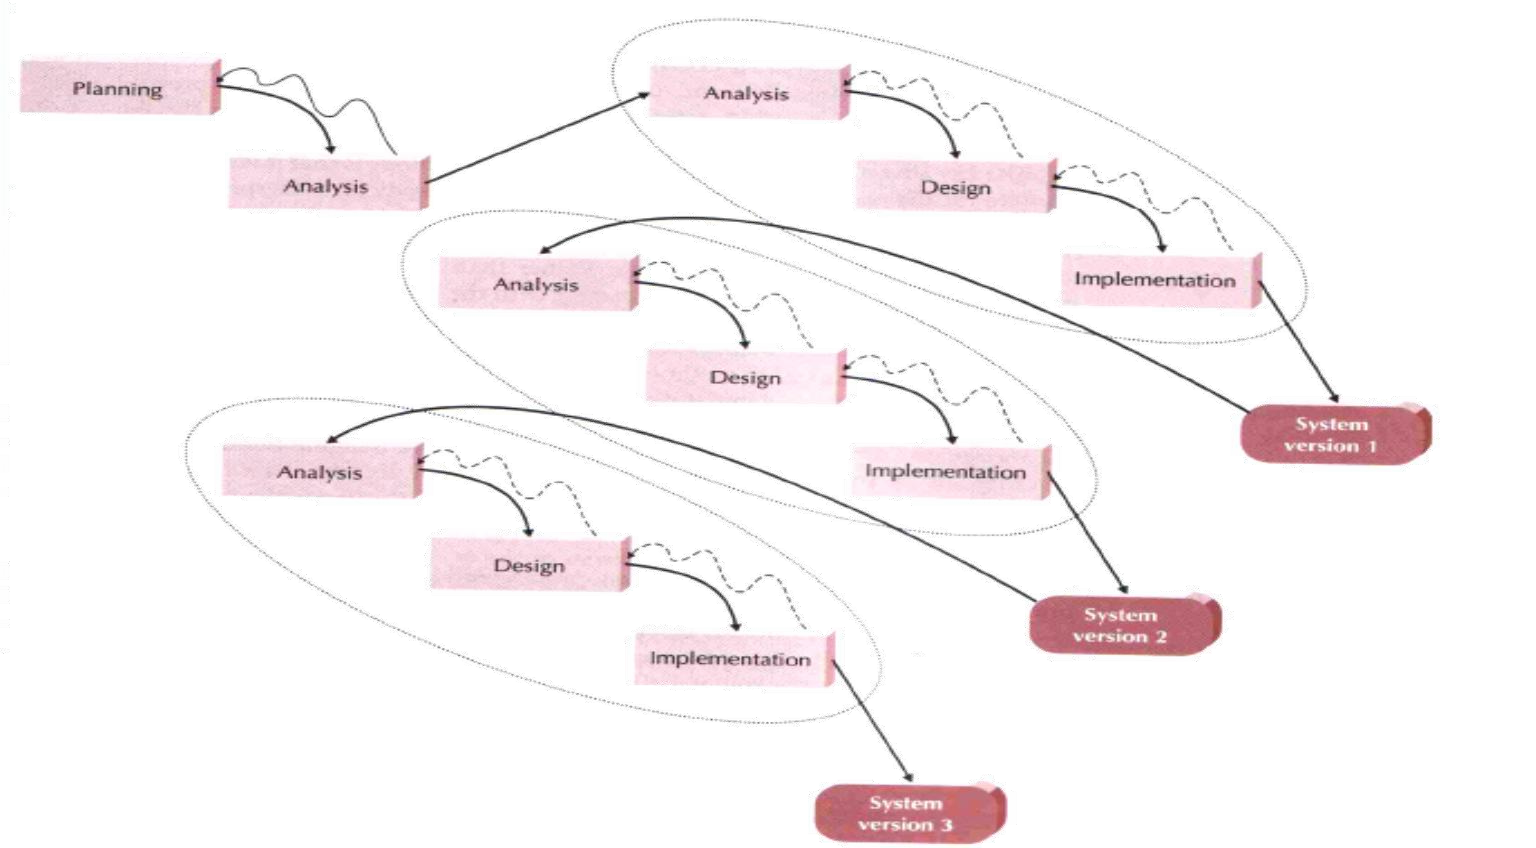 Planning
Analysis
Analysis
Design
Implementation
System
version 1
Analysis
Design
Implementation
System
version 2
Analysis
Design
Implementation
System
version 3